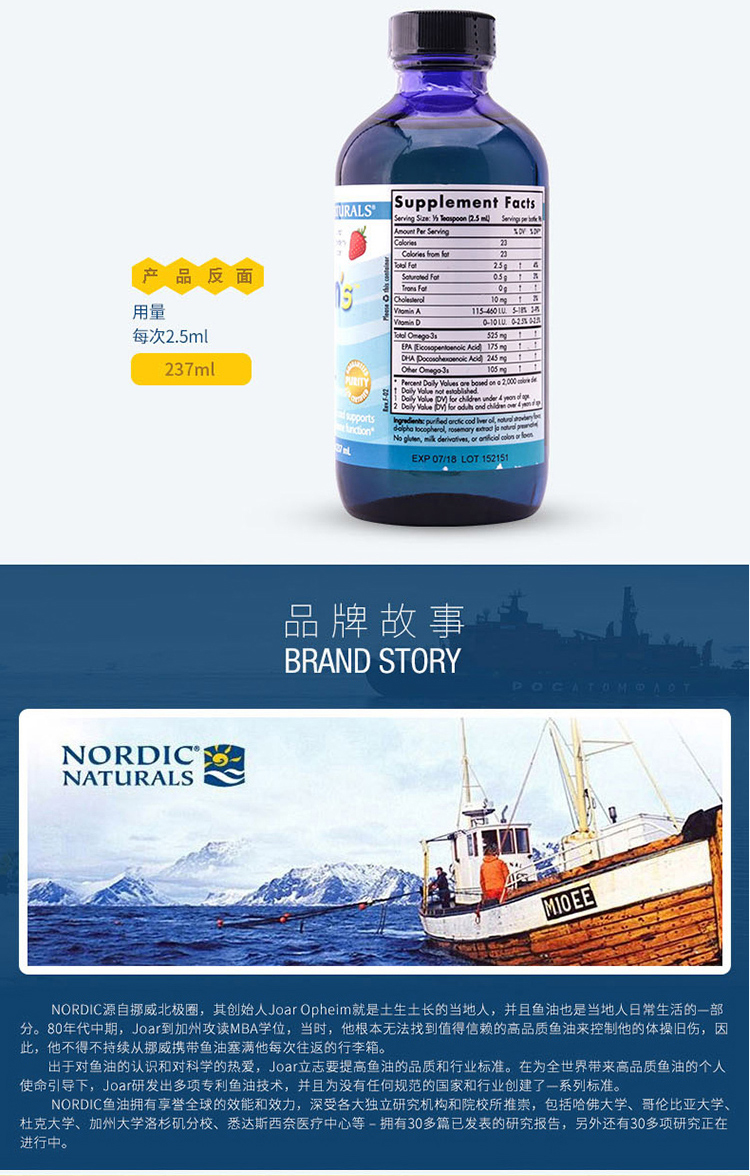 TURALS®
Supplement Facts
Serving Size: ½ Teaspoon (2.5 mL) Servings per bottle
Amount Per Serving % DV¹ % DV²
Calories 23
Calories from fat 23
Total Fat 2.5 g † 4%
Saturated Fat 0.5 g † 3%
Trans Fat 0 g † †
Cholesterol 10 mg † 3%
Vitamin A 115–460 I.U. 5–18%
Vitamin D 0–10 I.U. 0-2.5% 0-2.5%
Total Omega-3s 525 mg † †
EPA (Eicosapentaenoic Acid) 175 mg † †
DHA (Docosahexaenoic Acid) 245 mg † †
Other Omega-3s 105 mg † †
* Percent Daily Values are based on a 2,000 calorie diet.
† Daily Value not established.
1 Daily Value (DV) for children under 4 years of age.
2 Daily Value (DV) for adults and children over 4 years of age.
Ingredients: purified arctic cod liver oil, natural strawberry flavor,
d-alpha tocopherol, rosemary extract (a natural preservative).
No gluten, milk derivatives, or artificial colors or flavors.
EXP 07/18 LOT 152151
Please this container.
Rev.F-02
n's™
PURITY
supports
function*
237 mL
产品反面
用量
每次2.5ml
237ml
品牌故事
BRAND STORY
РОСАТОМФЛОТ
NORDIC®
NATURALS
M10EE
NORDIC源自挪威北极圈，其创始人Joar Opheim就是土生土长的当地人，并且鱼油也是当地人日常生活的一部
分。80年代中期，Joar到加州攻读MBA学位，当时，他根本无法找到值得信赖的高品质鱼油来控制他的体操旧伤，因
此，他不得不持续从挪威携带鱼油塞满他每次往返的行李箱。
出于对鱼油的认识和对科学的热爱，Joar立志要提高鱼油的品质和行业标准。在为全世界带来高品质鱼油的个人
使命引导下，Joar研发出多项专利鱼油技术，并且为没有任何规范的国家和行业创建了一系列标准。
NORDIC鱼油拥有享誉全球的效能和效力，深受各大独立研究机构和院校所推崇，包括哈佛大学、哥伦比亚大学、
杜克大学、加州大学洛杉矶分校、悉达斯西奈医疗中心等 – 拥有30多篇已发表的研究报告，另外还有30多项研究正在
进行中。